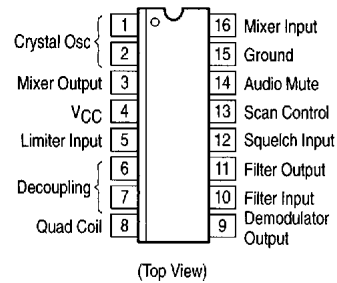 Crystal Osc
1
2
Mixer Output 3
VCC 4
Limiter Input 5
Decoupling
6
7
Quad Coil 8
16 Mixer Input
15 Ground
14 Audio Mute
13 Scan Control
12 Squelch Input
11 Filter Output
10 Filter Input
9 Demodulator
Output
(Top View)